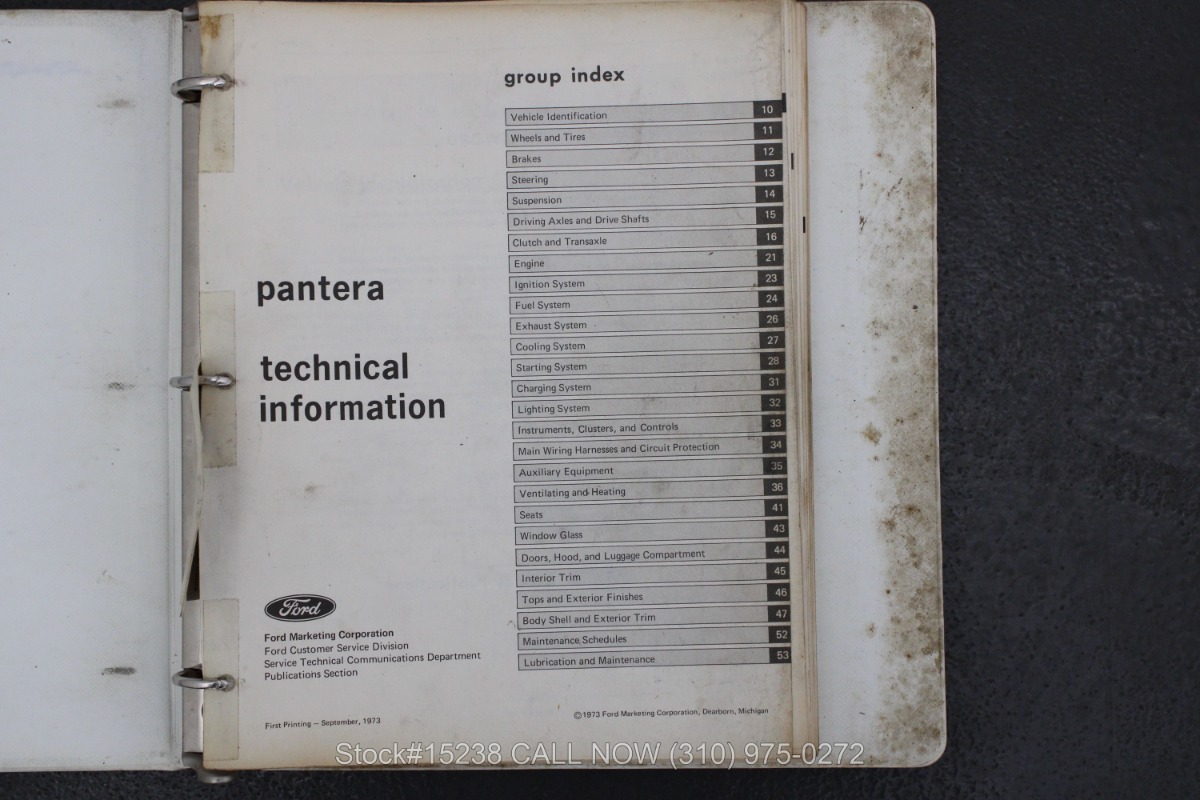 group index
Vehicle Identification 10
Wheels and Tires 11
Brakes 12
Steering 13
Suspension 14
Driving Axles and Drive Shafts 15
Clutch and Transaxle 16
Engine 21
Ignition System 23
Fuel System 24
Exhaust System 26
Cooling System 27
Starting System 28
Charging System 31
Lighting System 32
Instruments, Clusters, and Controls 33
Main Wiring Harnesses and Circuit Protection 34
Auxiliary Equipment 35
Ventilating and Heating 36
Seats 41
Window Glass 43
Doors, Hood, and Luggage Compartment 44
Interior Trim 45
Tops and Exterior Finishes 46
Body Shell and Exterior Trim 47
Maintenance Schedules 52
Lubrication and Maintenance 53
pantera
technical
information
Ford
Ford Marketing Corporation
Ford Customer Service Division
Service Technical Communications Department
Publications Section
First Printing — September, 1973
©1973 Ford Marketing Corporation, Dearborn, Michigan
Stock#15238 CALL NOW (310) 975-0272